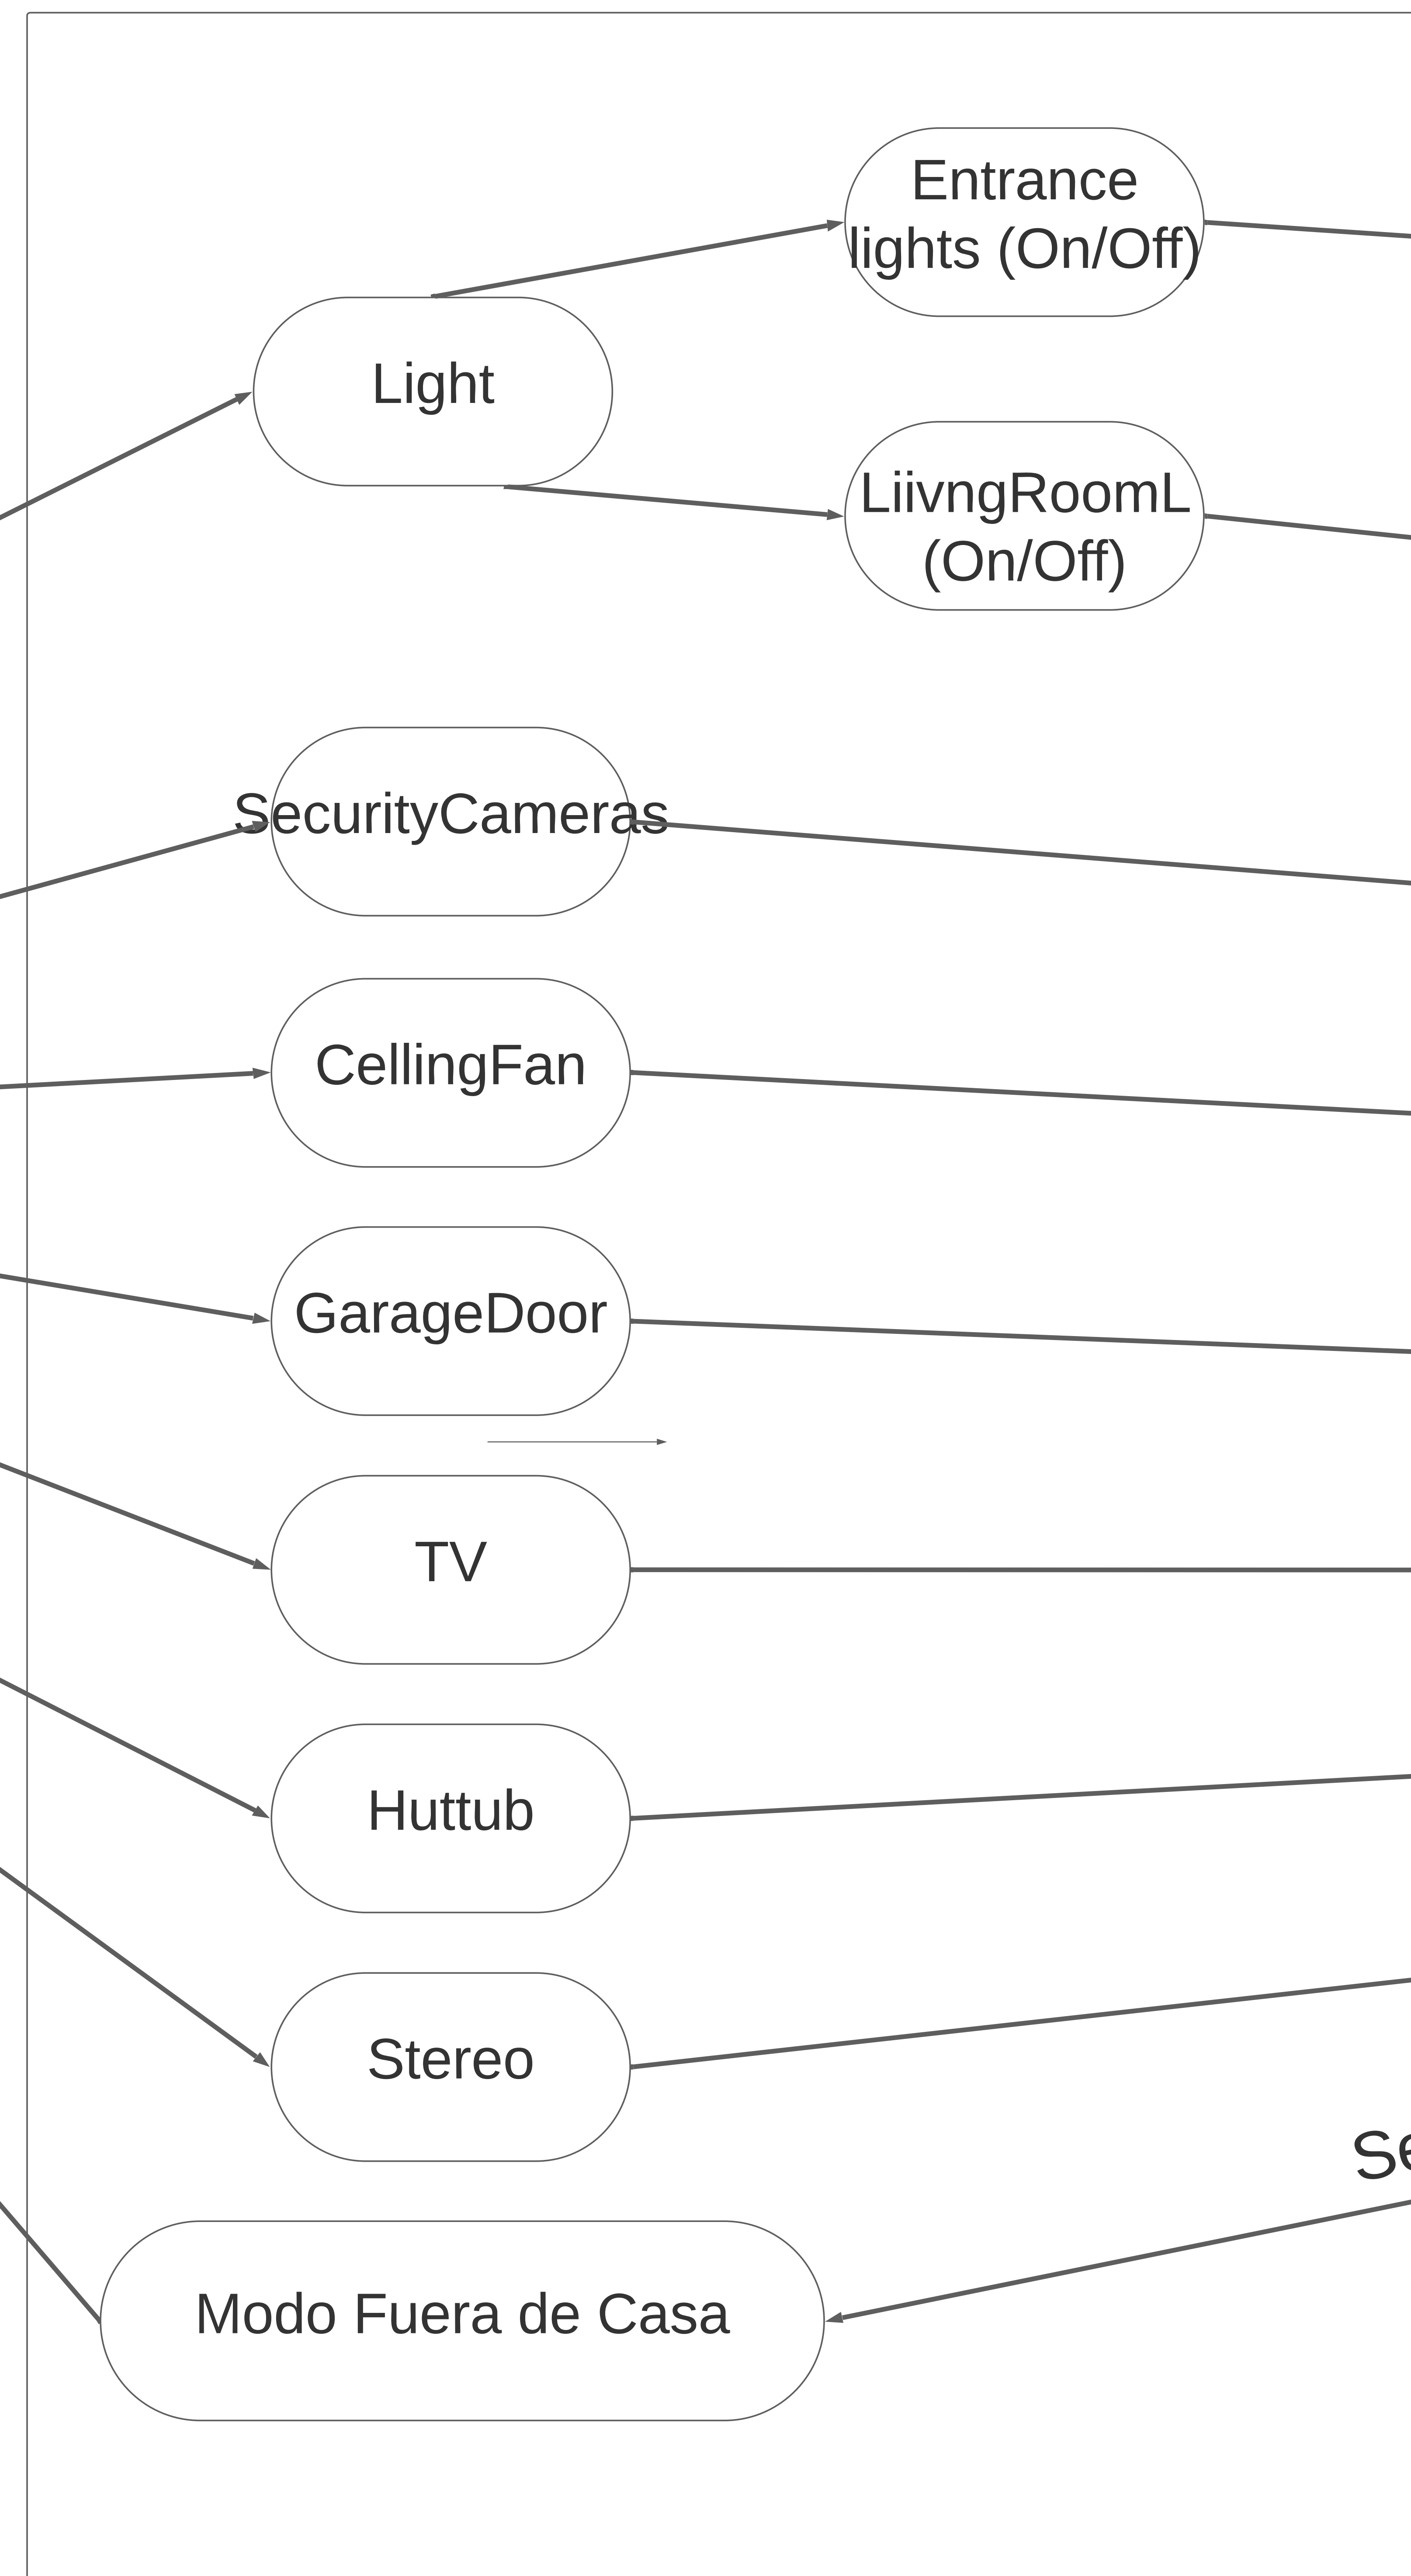 Entrance
lights (On/Off)
Light
LiivngRoomL
(On/Off)
SecurityCameras
CellingFan
GarageDoor
TV
Huttub
Stereo
Modo Fuera de Casa